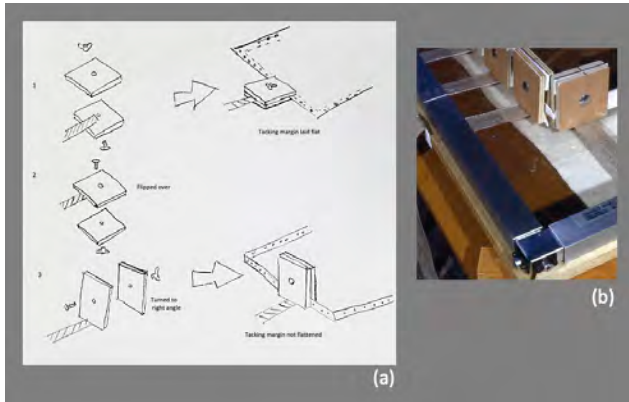 1
Tacking margin laid flat
2
Flipped over
3
Turned to
right angle
Tacking margin not flattened
(a)
(b)